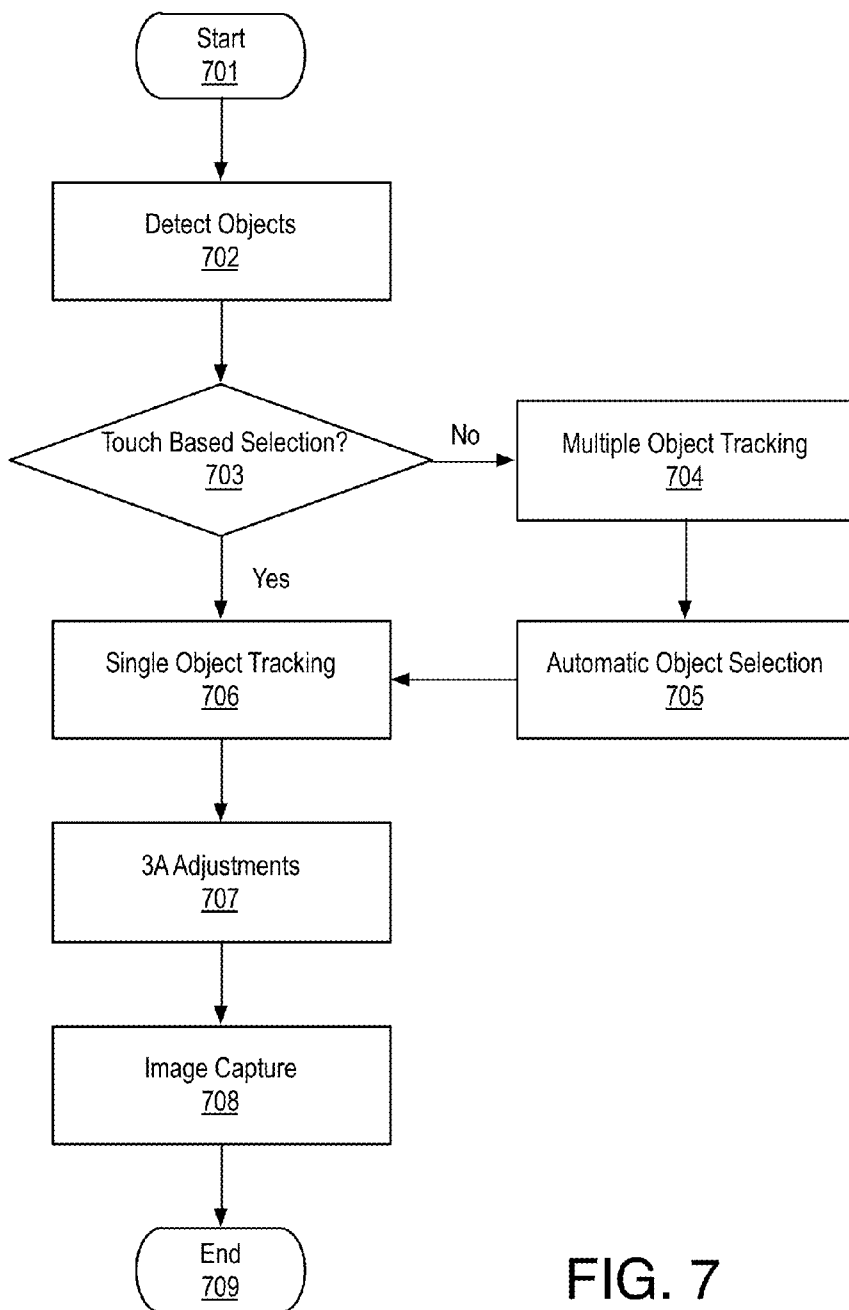 Start
701
Detect Objects
702
Touch Based Selection?
703
No
Multiple Object Tracking
704
Yes
Single Object Tracking
706
Automatic Object Selection
705
3A Adjustments
707
Image Capture
708
End
709
FIG. 7